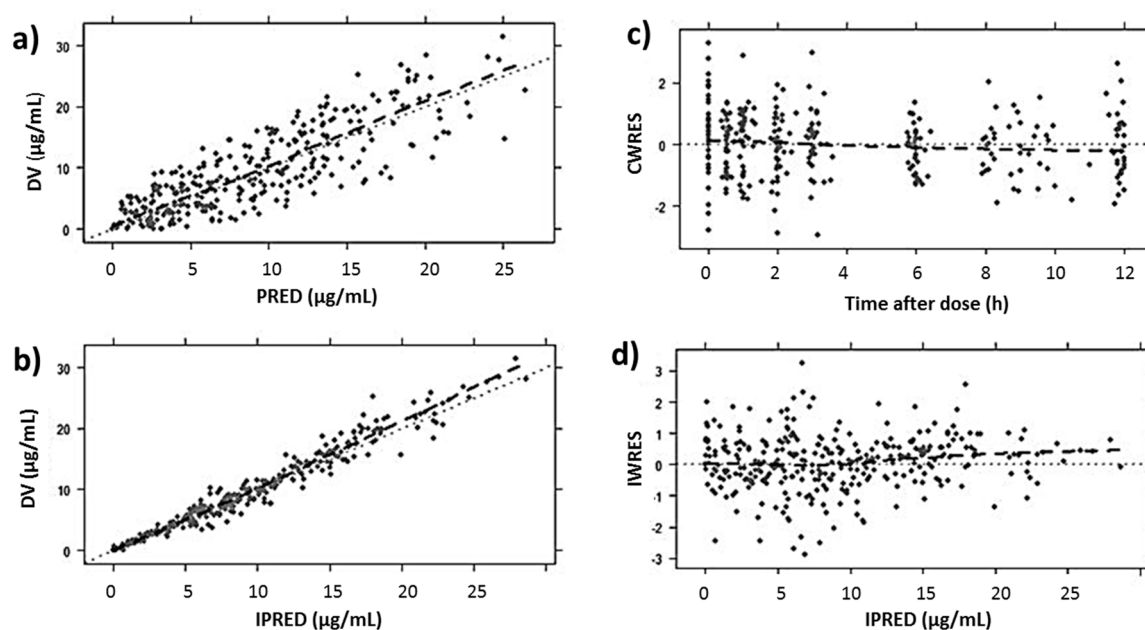 a)
DV (µg/mL)
30
20
10
0
0 5 10 15 20 25
PRED (µg/mL)
b)
DV (µg/mL)
30
20
10
0
0 5 10 15 20 25
IPRED (µg/mL)
c)
CWRES
2
0
-2
0 2 4 6 8 10 12
Time after dose (h)
d)
IWRES
3
2
1
0
-1
-2
-3
0 5 10 15 20 25
IPRED (µg/mL)